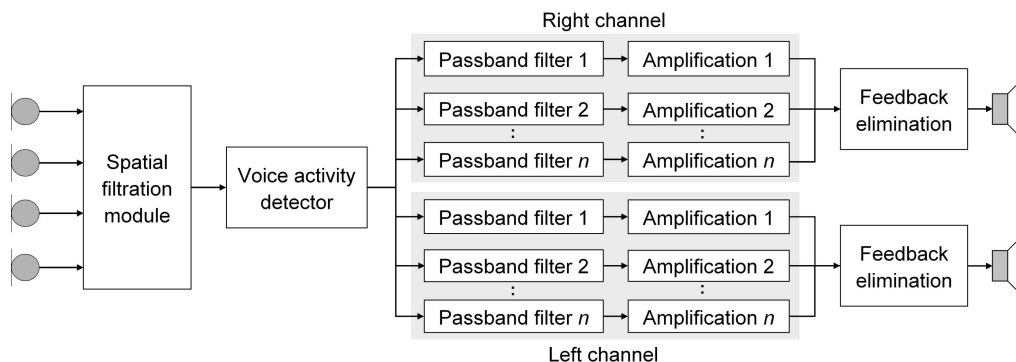 Right channel
Passband filter 1
Amplification 1
Passband filter 2
Amplification 2
:
:
Passband filter n
Amplification n
Feedback
elimination
Spatial
filtration
module
Voice activity
detector
Passband filter 1
Amplification 1
Passband filter 2
Amplification 2
:
:
Passband filter n
Amplification n
Feedback
elimination
Left channel